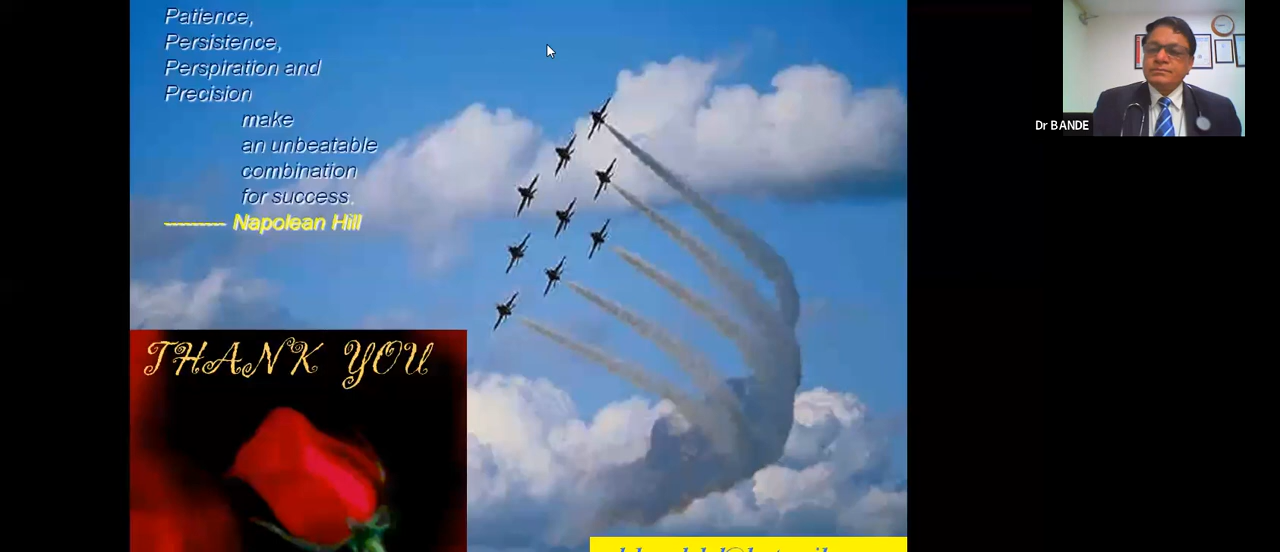 Patience,
Persistence,
Perspiration and
Precision
make
an unbeatable
combination
for success.
---------- Napolean Hill
THANK YOU
Dr BANDE